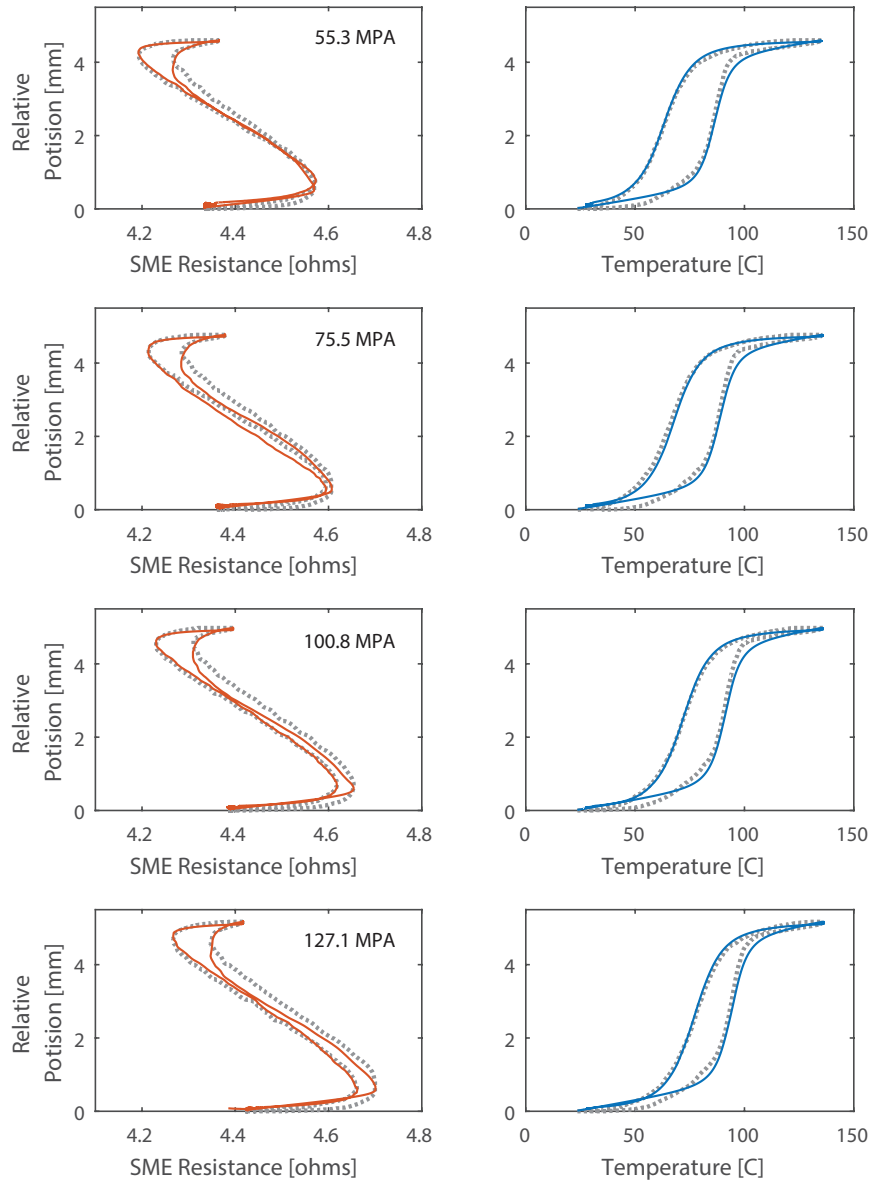 Relative
Potision [mm]
4
2
0
55.3 MPA
4.2 4.4 4.6 4.8
SME Resistance [ohms]
4
2
0
0 50 100 150
Temperature [C]
Relative
Potision [mm]
4
2
0
75.5 MPA
4.2 4.4 4.6 4.8
SME Resistance [ohms]
4
2
0
0 50 100 150
Temperature [C]
Relative
Potision [mm]
4
2
0
100.8 MPA
4.2 4.4 4.6 4.8
SME Resistance [ohms]
4
2
0
0 50 100 150
Temperature [C]
Relative
Potision [mm]
4
2
0
127.1 MPA
4.2 4.4 4.6 4.8
SME Resistance [ohms]
4
2
0
0 50 100 150
Temperature [C]